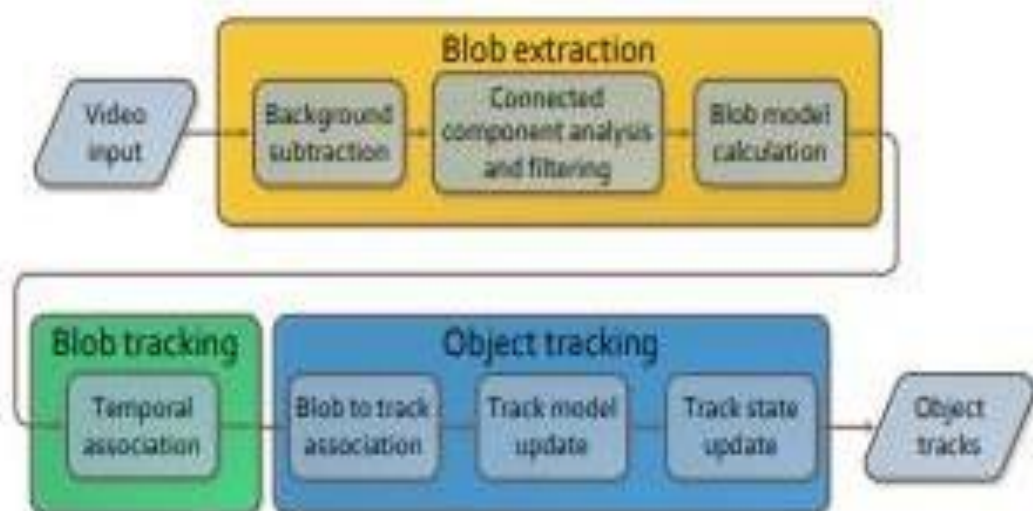 Blob extraction
Video
input
Background
subtraction
Connected
component analysis
and filtering
Blob model
calculation
Blob tracking
Temporal
association
Object tracking
Blob to track
association
Track model
update
Track state
update
Object
tracks